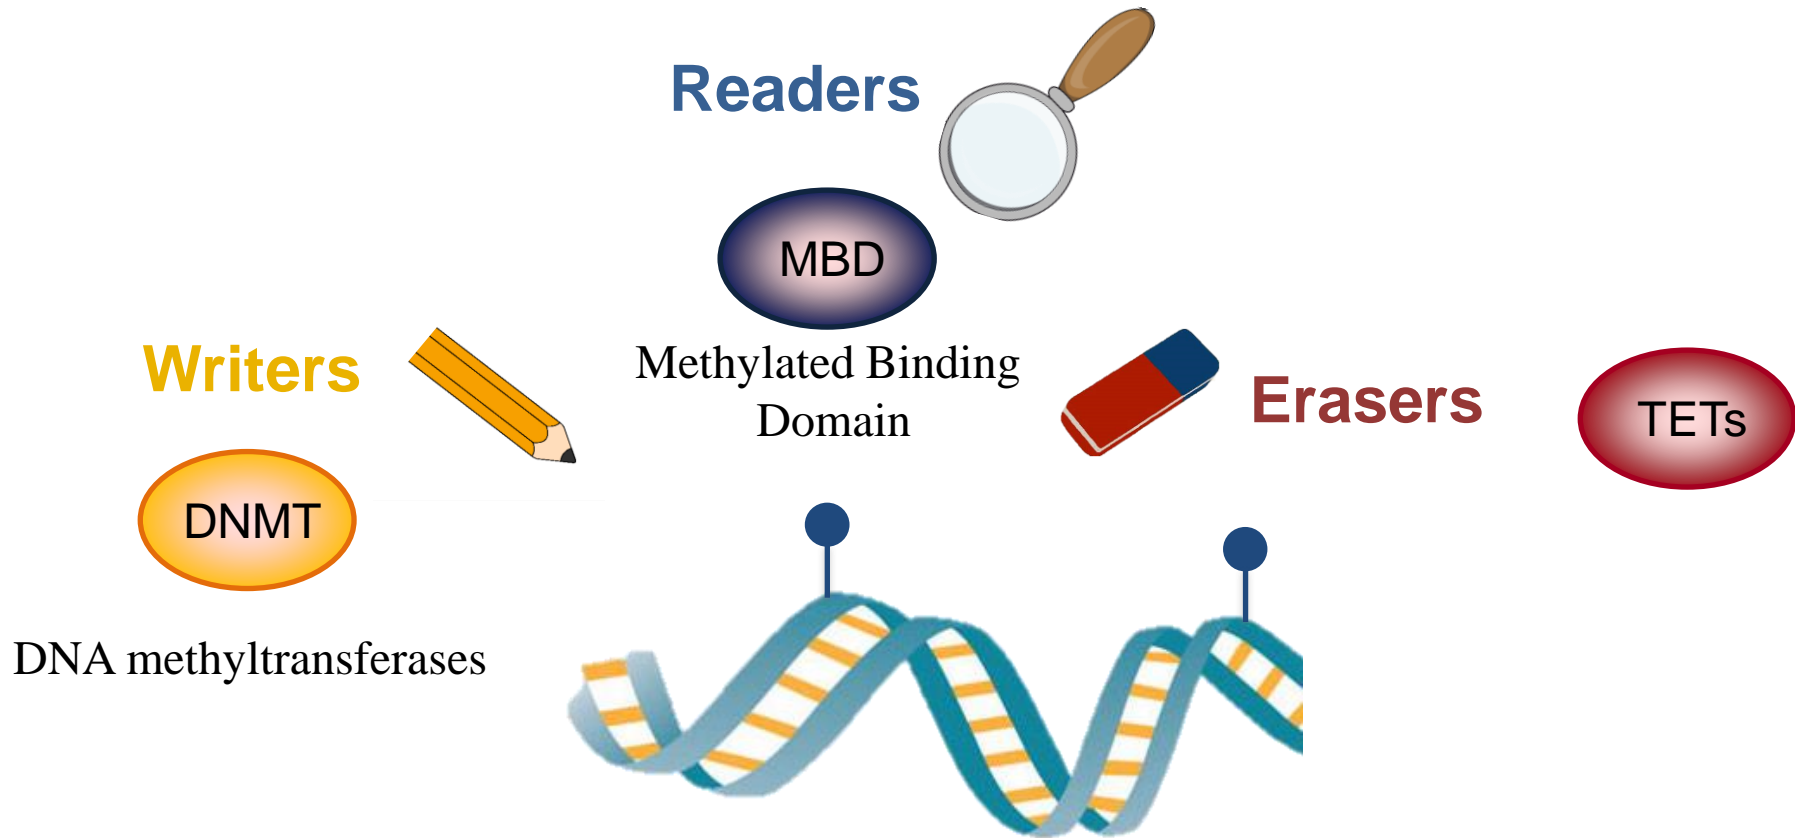 Readers
MBD
Methylated Binding
Domain
Writers
DNMT
DNA methyltransferases
Erasers
TETs